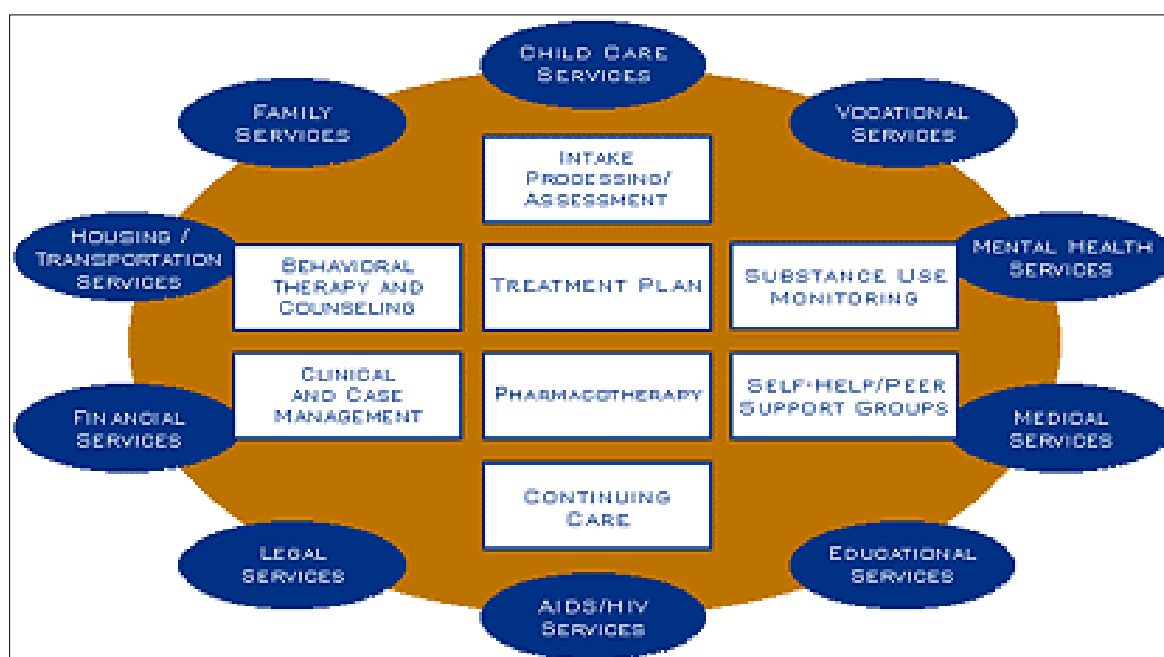 CHILD CARE
SERVICES
FAMILY
SERVICES
VOCATIONAL
SERVICES
INTAKE
PROCESSING/
ASSESSMENT
HOUSING /
TRANSPORTATION
SERVICES
BEHAVIORAL
THERAPY AND
COUNSELING
TREATMENT PLAN
SUBSTANCE USE
MONITORING
MENTAL HEALTH
SERVICES
CLINICAL
AND CASE
MANAGEMENT
PHARMACOTHERAPY
SELF-HELP/PEER
SUPPORT GROUPS
FINANCIAL
SERVICES
MEDICAL
SERVICES
CONTINUING
CARE
LEGAL
SERVICES
EDUCATIONAL
SERVICES
AIDS/HIV
SERVICES